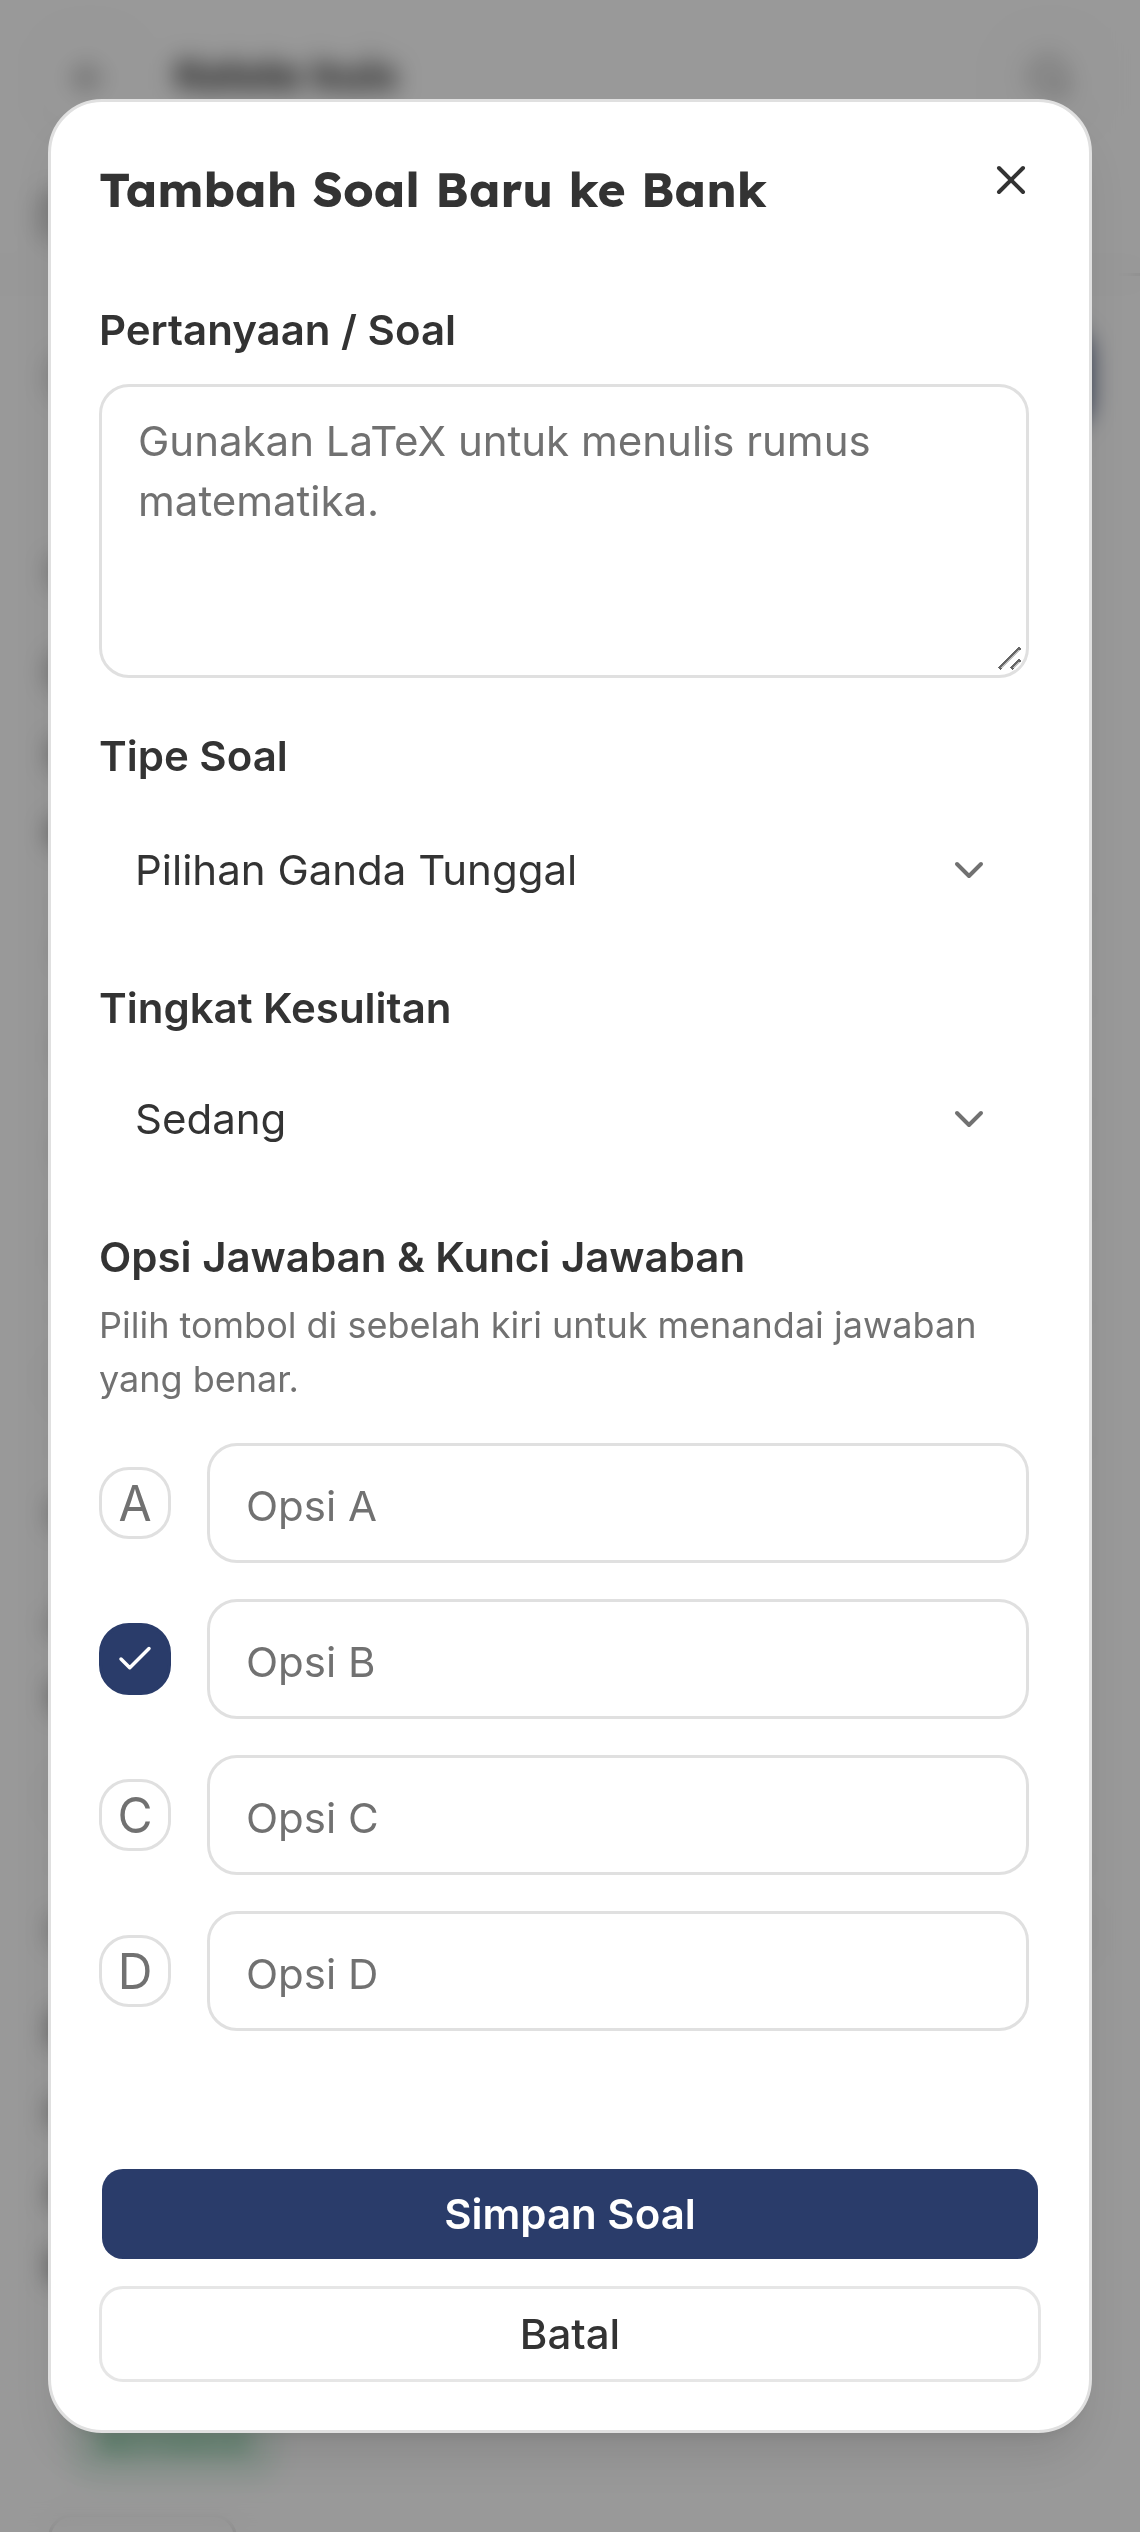 Tambah Soal Baru ke Bank
Pertanyaan / Soal
Gunakan LaTeX untuk menulis rumus
matematika.
Tipe Soal
Pilihan Ganda Tunggal
Tingkat Kesulitan
Sedang
Opsi Jawaban & Kunci Jawaban
Pilih tombol di sebelah kiri untuk menandai jawaban
yang benar.
A
Opsi A
Opsi B
C
Opsi C
D
Opsi D
Simpan Soal
Batal